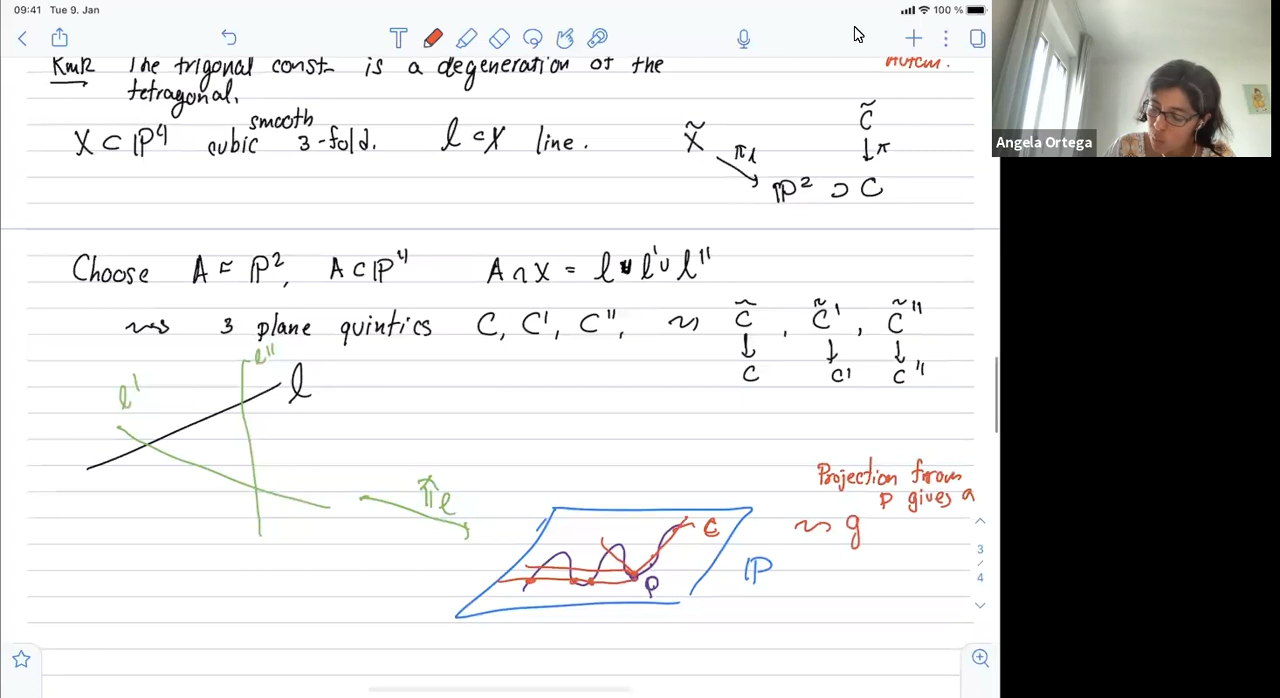 09:41 Tue 9. Jan
100 %
Rmk The trigonal const. is a degeneration of the
tetragonal.
X ⊂ ℙ⁴ cubic smooth 3-fold. l ⊂ X line.
X̃ πl ℙ² ⊃ C
C̃ ↓π
Choose A ≅ ℙ², A ⊂ ℙ⁴ A ∩ X = l ∪ l' ∪ l''
⇝ 3 plane quintics C, C', C'', ⇝ C̃, C̃', C̃''
↓ ↓ ↓
C C' C''
l' l'' l
πl
C
P
ℙ
Projection from
P gives a
⇝ g
3
/
4
Angela Ortega